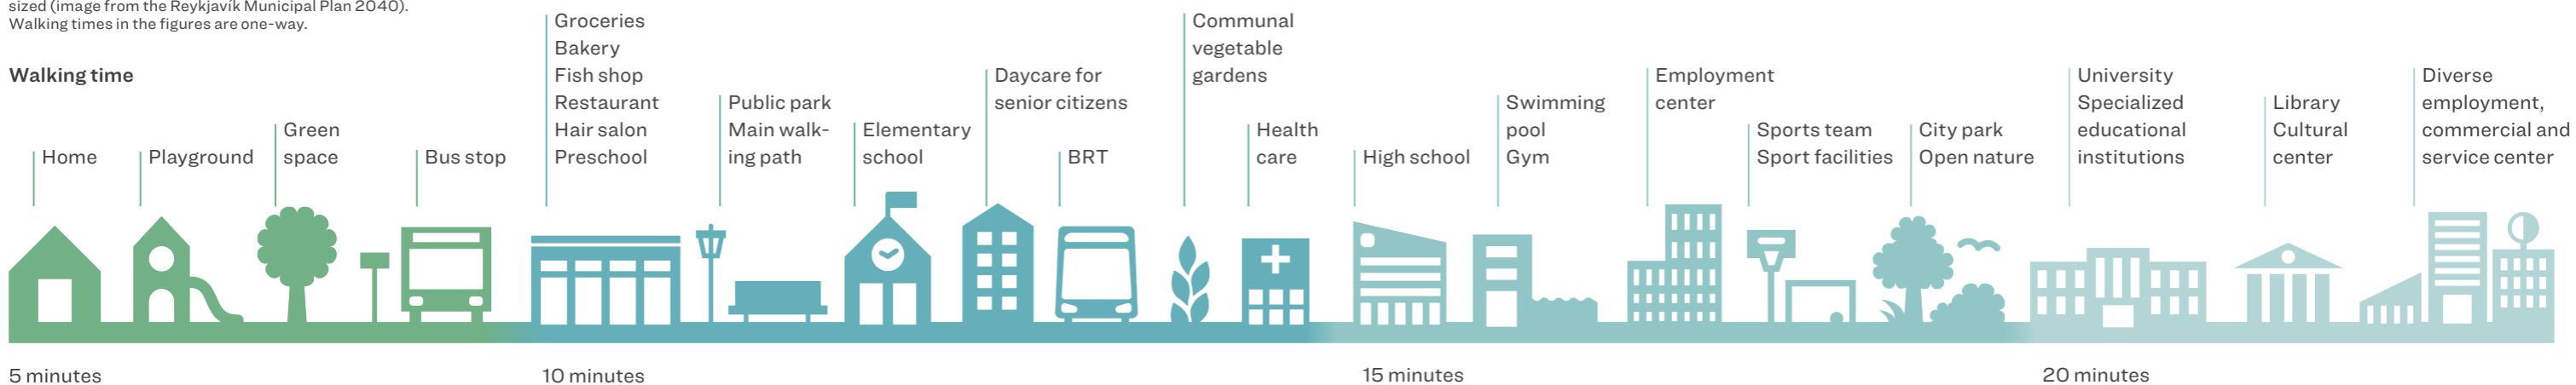 sized (image from the Reykjavík Municipal Plan 2040).
Walking times in the figures are one-way.
Walking time
Home
Playground
Green
space
Bus stop
Groceries
Bakery
Fish shop
Restaurant
Hair salon
Preschool
Public park
Main walk-
ing path
Elementary
school
Daycare for
senior citizens
BRT
Communal
vegetable
gardens
Health
care
High school
Swimming
pool
Gym
Employment
center
Sports team
Sport facilities
City park
Open nature
University
Specialized
educational
institutions
Library
Cultural
center
Diverse
employment,
commercial and
service center
5 minutes
10 minutes
15 minutes
20 minutes